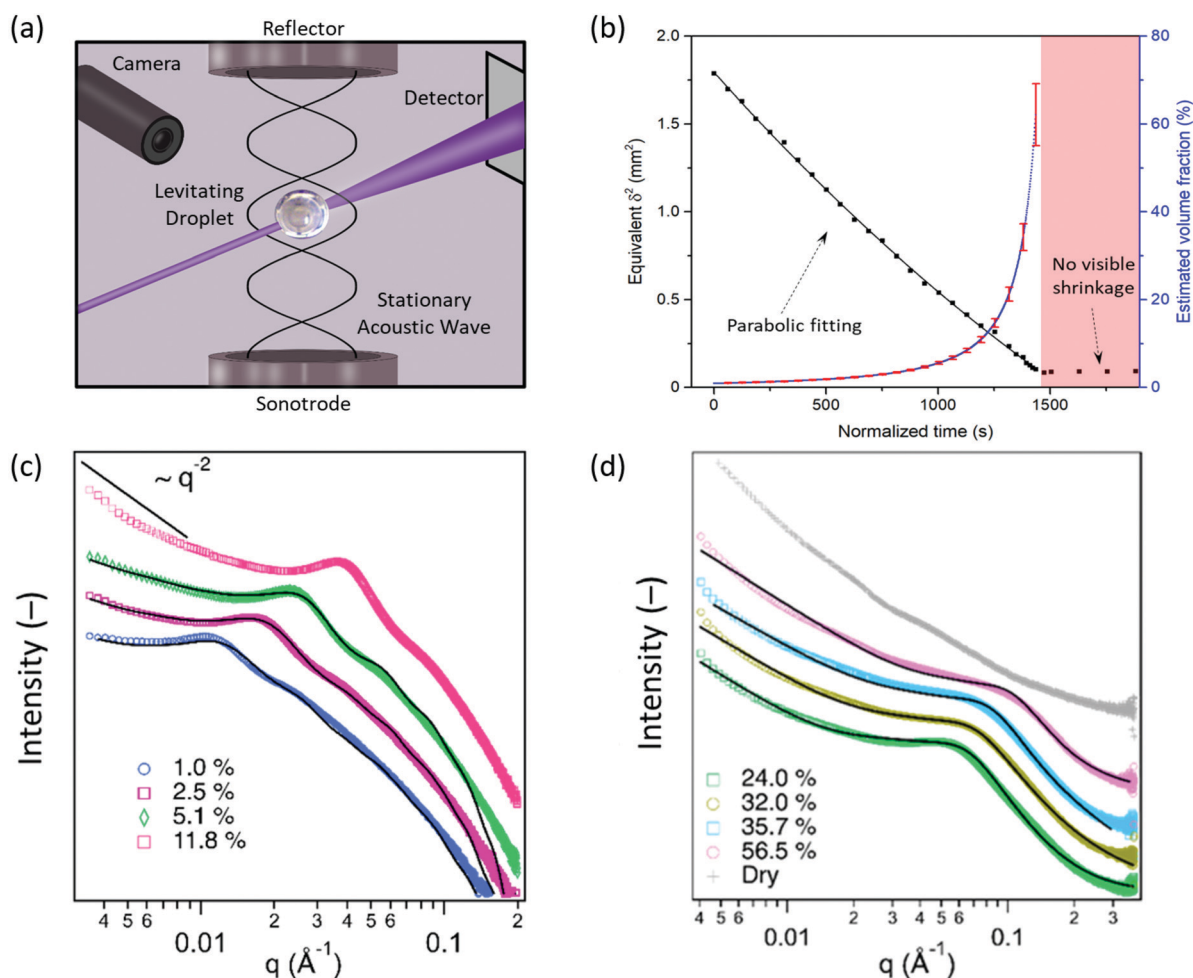 (a)
Reflector
Camera
Detector
Levitating
Droplet
Stationary
Acoustic Wave
Sonotrode
(b)
2.0
1.5
1.0
0.5
0
Equivalent δ² (mm²)
80
60
40
20
0
Estimated volume fraction (%)
Parabolic fitting
No visible
shrinkage
0 500 1000 1500
Normalized time (s)
(c)
~ q⁻²
Intensity (–)
1.0 %
2.5 %
5.1 %
11.8 %
4 5 6 2 3 4 5 6 2
0.01 0.1
q (Å⁻¹)
(d)
Intensity (–)
24.0 %
32.0 %
35.7 %
56.5 %
Dry
4 5 6 2 3 4 5 6 2 3
0.01 0.1
q (Å⁻¹)